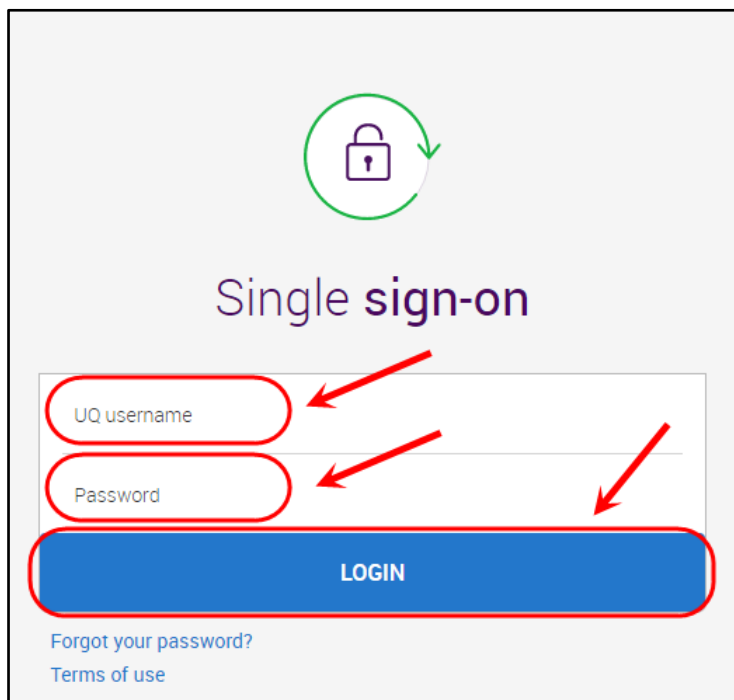 Single sign-on
UQ username
Password
LOGIN
Forgot your password?
Terms of use